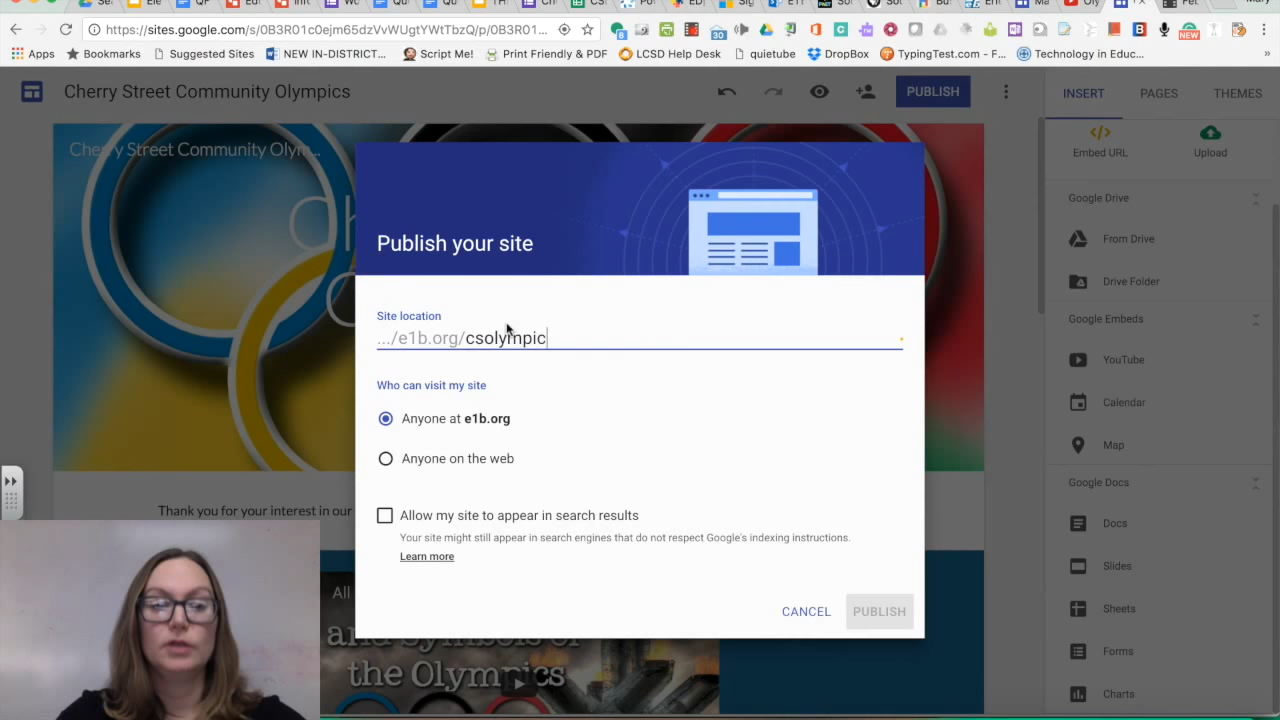 https://sites.google.com/s/0B3R01c0ejm65dzVvWUgtYWtTbzQ/p/0B3R01...
Apps
Bookmarks
Suggested Sites
NEW IN-DISTRICT...
Script Me!
Print Friendly & PDF
LCSD Help Desk
quietube
DropBox
TypingTest.com - F...
Technology in Educ...
»
Cherry Street Community Olympics
PUBLISH
INSERT
PAGES
THEMES
Cherry Street Community Olym...
Embed URL
Upload
Publish your site
Google Drive
From Drive
Drive Folder
Site location
.../e1b.org/csolympic
Google Embeds
YouTube
Who can visit my site
Calendar
Anyone at e1b.org
Map
Anyone on the web
Google Docs
Thank you for your interest in our
Allow my site to appear in search results
Docs
Your site might still appear in search engines that do not respect Google's indexing instructions.
Learn more
Slides
All
CANCEL
PUBLISH
Sheets
and Symbols of
the Olympics
Forms
Charts